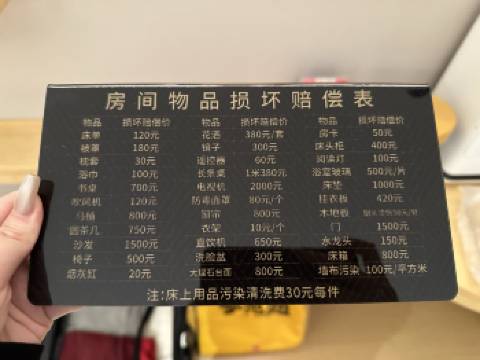 房间物品损坏赔偿表
物品 损坏赔偿价 物品 损坏赔偿价 物品 损坏赔偿价
床单 120元 花洒 380元/套 房卡 50元
被罩 180元 镜子 300元 床头柜 400元
枕套 30元 遥控器 60元 阅读灯 100元
浴巾 100元 长条桌 1米380元 浴室玻璃 500元/片
书桌 700元 电视机 2000元 床垫 1000元
吹风机 120元 防毒面罩 80元/个 挂衣板 420元
马桶 800元 窗帘 800元 木地板
圆茶几 750元 衣架 10元/个 门 1500元
沙发 1500元 直饮机 650元 水龙头 150元
椅子 500元 洗脸盆 300元 床箱 800元
烟灰缸 20元 大理石台面 800元 墙布污染 100元/平方米
注:床上用品污染清洗费30元每件